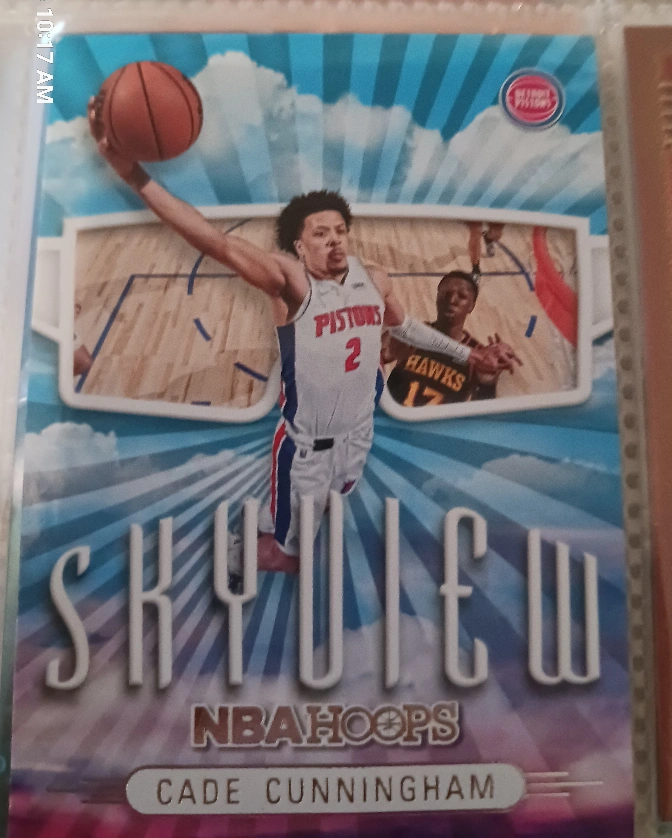 10:17 AM
DETROIT
PISTONS
PISTONS
2
HAWKS
17
SKYVIEW
NBA HOOPS
CADE CUNNINGHAM